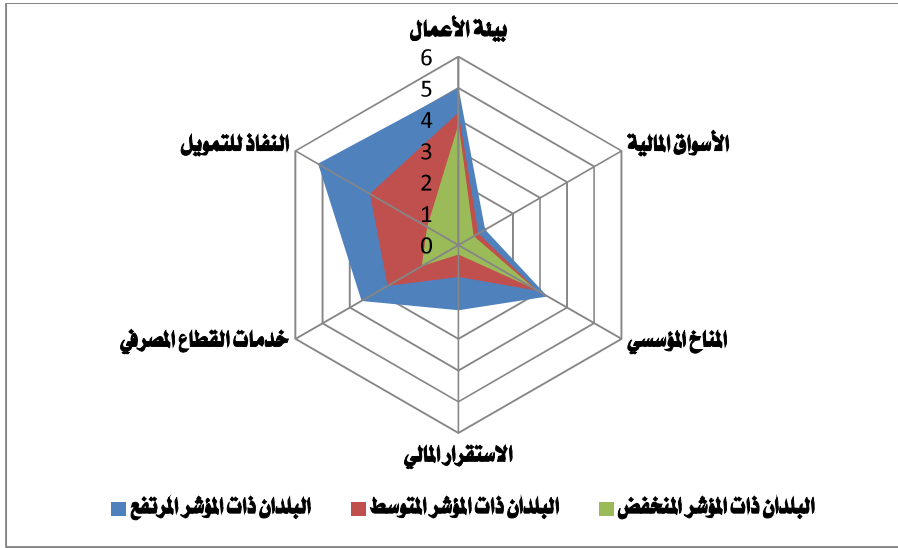 بيئة الأعمال
6
5
4
3
2
1
0
الأسواق المالية
النفاذ للتمويل
المناخ المؤسسي
خدمات القطاع المصرفي
الاستقرار المالي
البلدان ذات المؤشر المنخفض
البلدان ذات المؤشر المتوسط
البلدان ذات المؤشر المرتفع